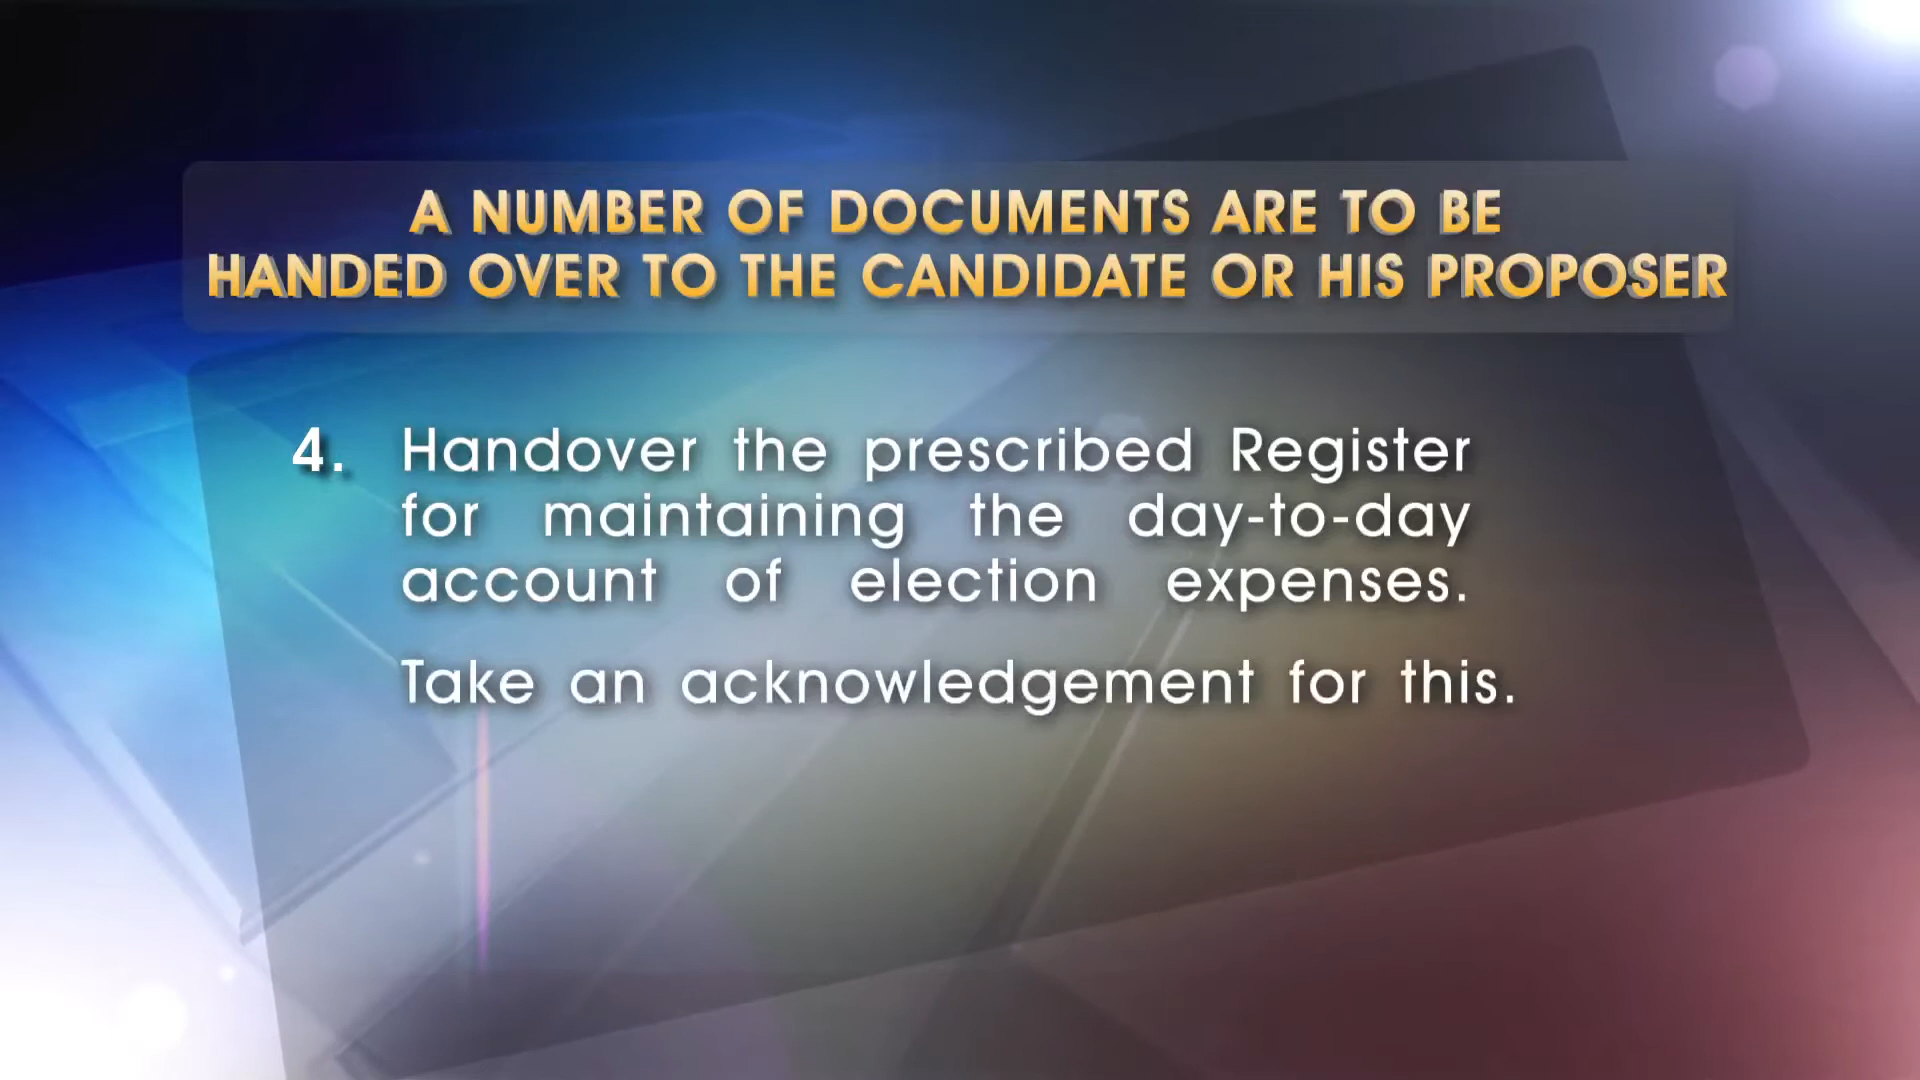 A NUMBER OF DOCUMENTS ARE TO BE
HANDED OVER TO THE CANDIDATE OR HIS PROPOSER
4. Handover the prescribed Register
for maintaining the day-to-day
account of election expenses.
Take an acknowledgement for this.